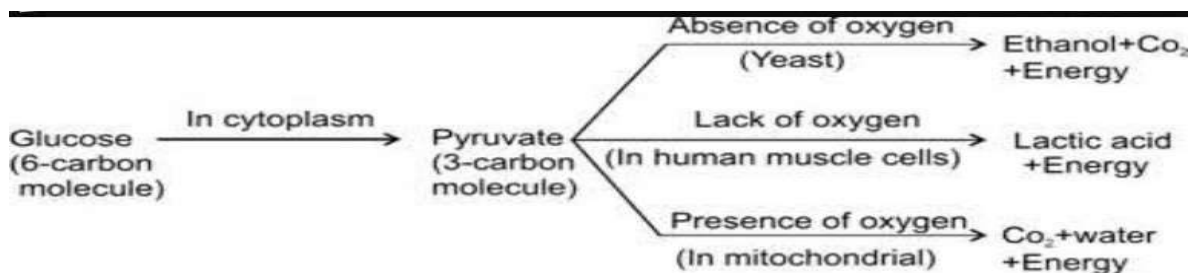 Absence of oxygen
(Yeast)
Ethanol+Co₂
+Energy
Glucose
(6-carbon
molecule)
In cytoplasm
Pyruvate
(3-carbon
molecule)
Lack of oxygen
(In human muscle cells)
Lactic acid
+Energy
Presence of oxygen
(In mitochondrial)
Co₂+water
+Energy